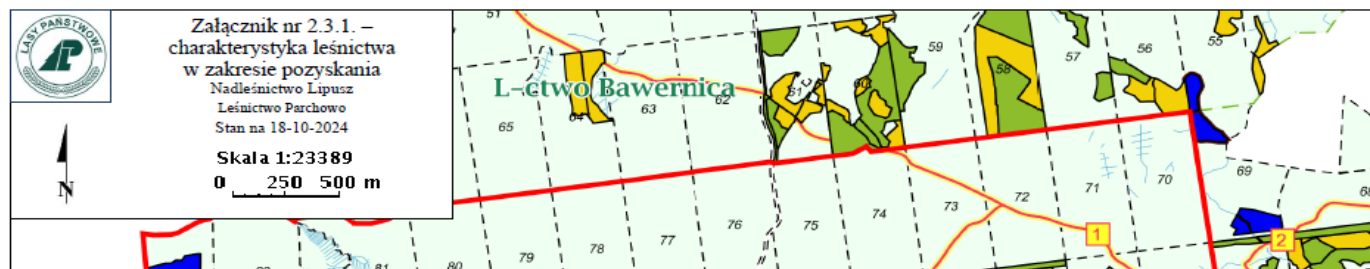 LASY PAŃSTWOWE
Załącznik nr 2.3.1. –
charakterystyka leśnictwa
w zakresie pozyskania
Nadleśnictwo Lipusz
Leśnictwo Parchowo
Stan na 18-10-2024
Skala 1:23389
0 250 500 m
N
51
59
57
56
55
58
60
61
L-ctwo Bawernica
62
63
64
65
69
70
71
72
73
74
75
76
77
78
79
80
81
1
2